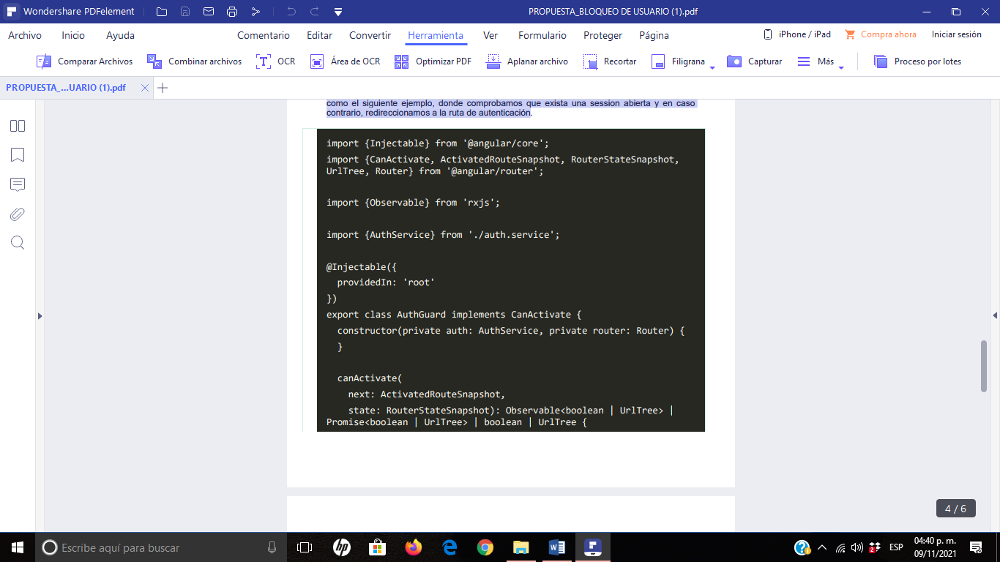 Wondershare PDFelement
PROPUESTA_BLOQUEO DE USUARIO (1).pdf
Archivo Inicio Ayuda Comentario Editar Convertir Herramienta Ver Formulario Proteger Página iPhone / iPad Compra ahora Iniciar sesión
Comparar Archivos Combinar archivos OCR Área de OCR Optimizar PDF Aplanar archivo Recortar Filigrana Capturar Más Proceso por lotes
PROPUESTA_...UARIO (1).pdf
como el siguiente ejemplo, donde comprobamos que exista una session abierta y en caso
contrario, redireccionamos a la ruta de autenticación.
import {Injectable} from '@angular/core';
import {CanActivate, ActivatedRouteSnapshot, RouterStateSnapshot,
UrlTree, Router} from '@angular/router';
import {Observable} from 'rxjs';
import {AuthService} from './auth.service';
@Injectable({
  providedIn: 'root'
})
export class AuthGuard implements CanActivate {
  constructor(private auth: AuthService, private router: Router) {
  }
  canActivate(
    next: ActivatedRouteSnapshot,
    state: RouterStateSnapshot): Observable<boolean | UrlTree> |
Promise<boolean | UrlTree> | boolean | UrlTree {
4 / 6
Escribe aquí para buscar
hp
2
ESP
04:40 p. m.
09/11/2021